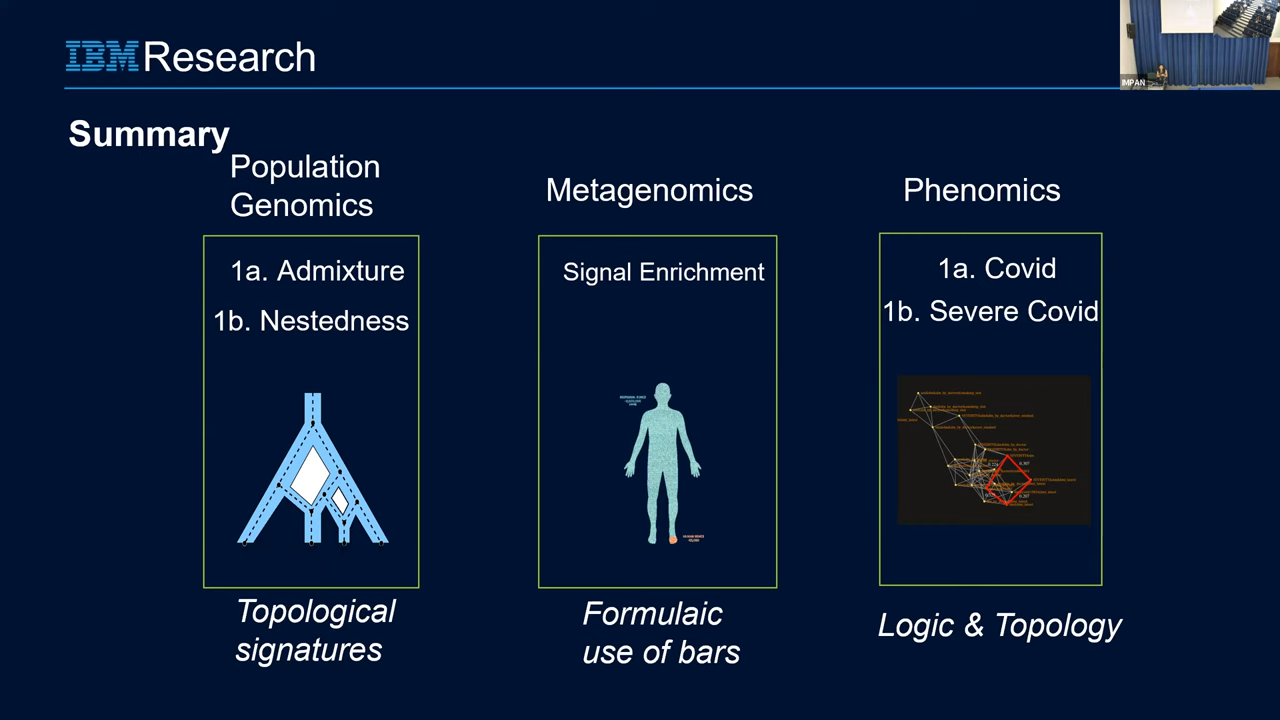 IBM Research
IMPAN
Summary
Population
Genomics
1a. Admixture
1b. Nestedness
Topological
signatures
Metagenomics
Signal Enrichment
Formulaic
use of bars
Phenomics
1a. Covid
1b. Severe Covid
Logic & Topology